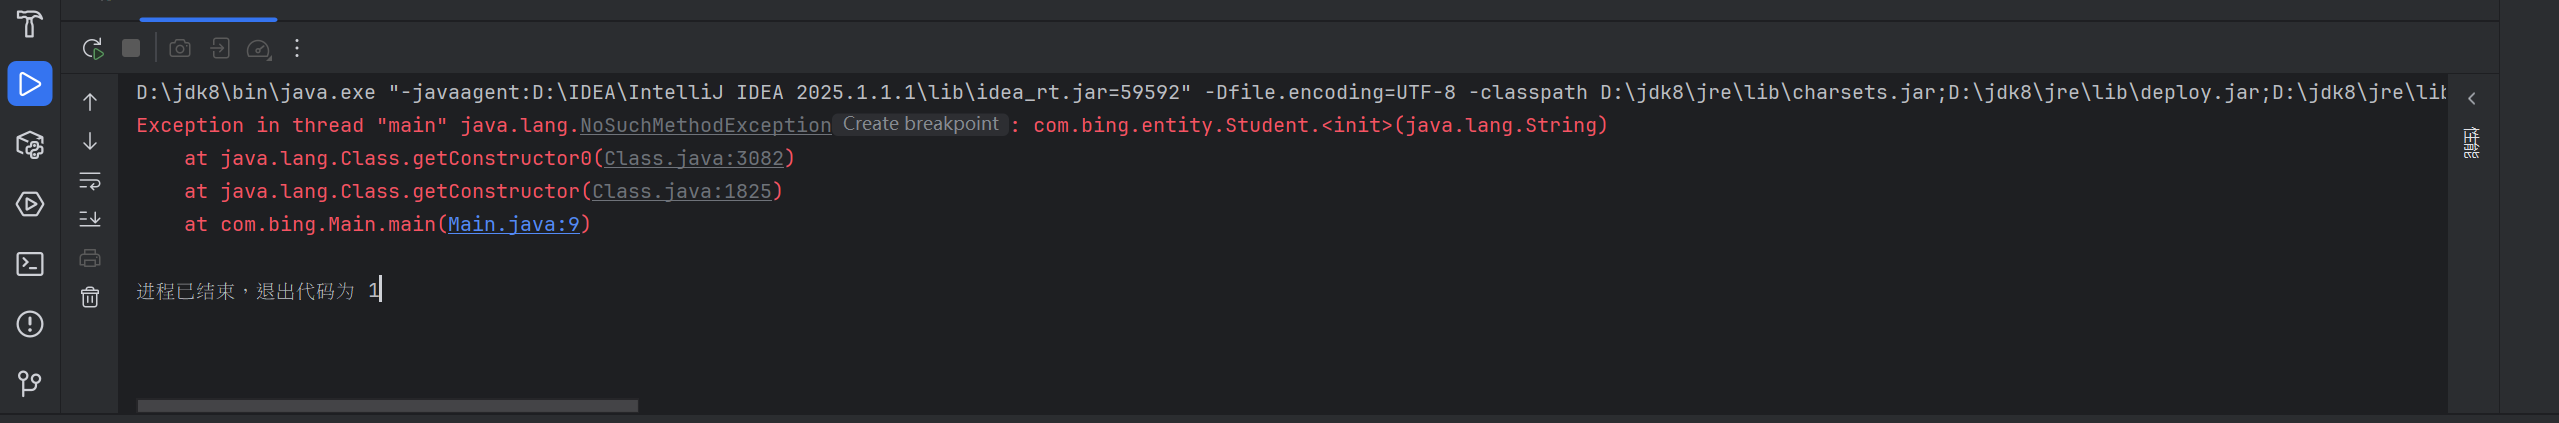 D:\jdk8\bin\java.exe "-javaagent:D:\IDEA\IntelliJ IDEA 2025.1.1.1\lib\idea_rt.jar=59592" -Dfile.encoding=UTF-8 -classpath D:\jdk8\jre\lib\charsets.jar;D:\jdk8\jre\lib\deploy.jar;D:\jdk8\jre\lib
性能
Exception in thread "main" java.lang.NoSuchMethodException Create breakpoint : com.bing.entity.Student.<init>(java.lang.String)
    at java.lang.Class.getConstructor0(Class.java:3082)
    at java.lang.Class.getConstructor(Class.java:1825)
    at com.bing.Main.main(Main.java:9)
进程已结束，退出代码为 1